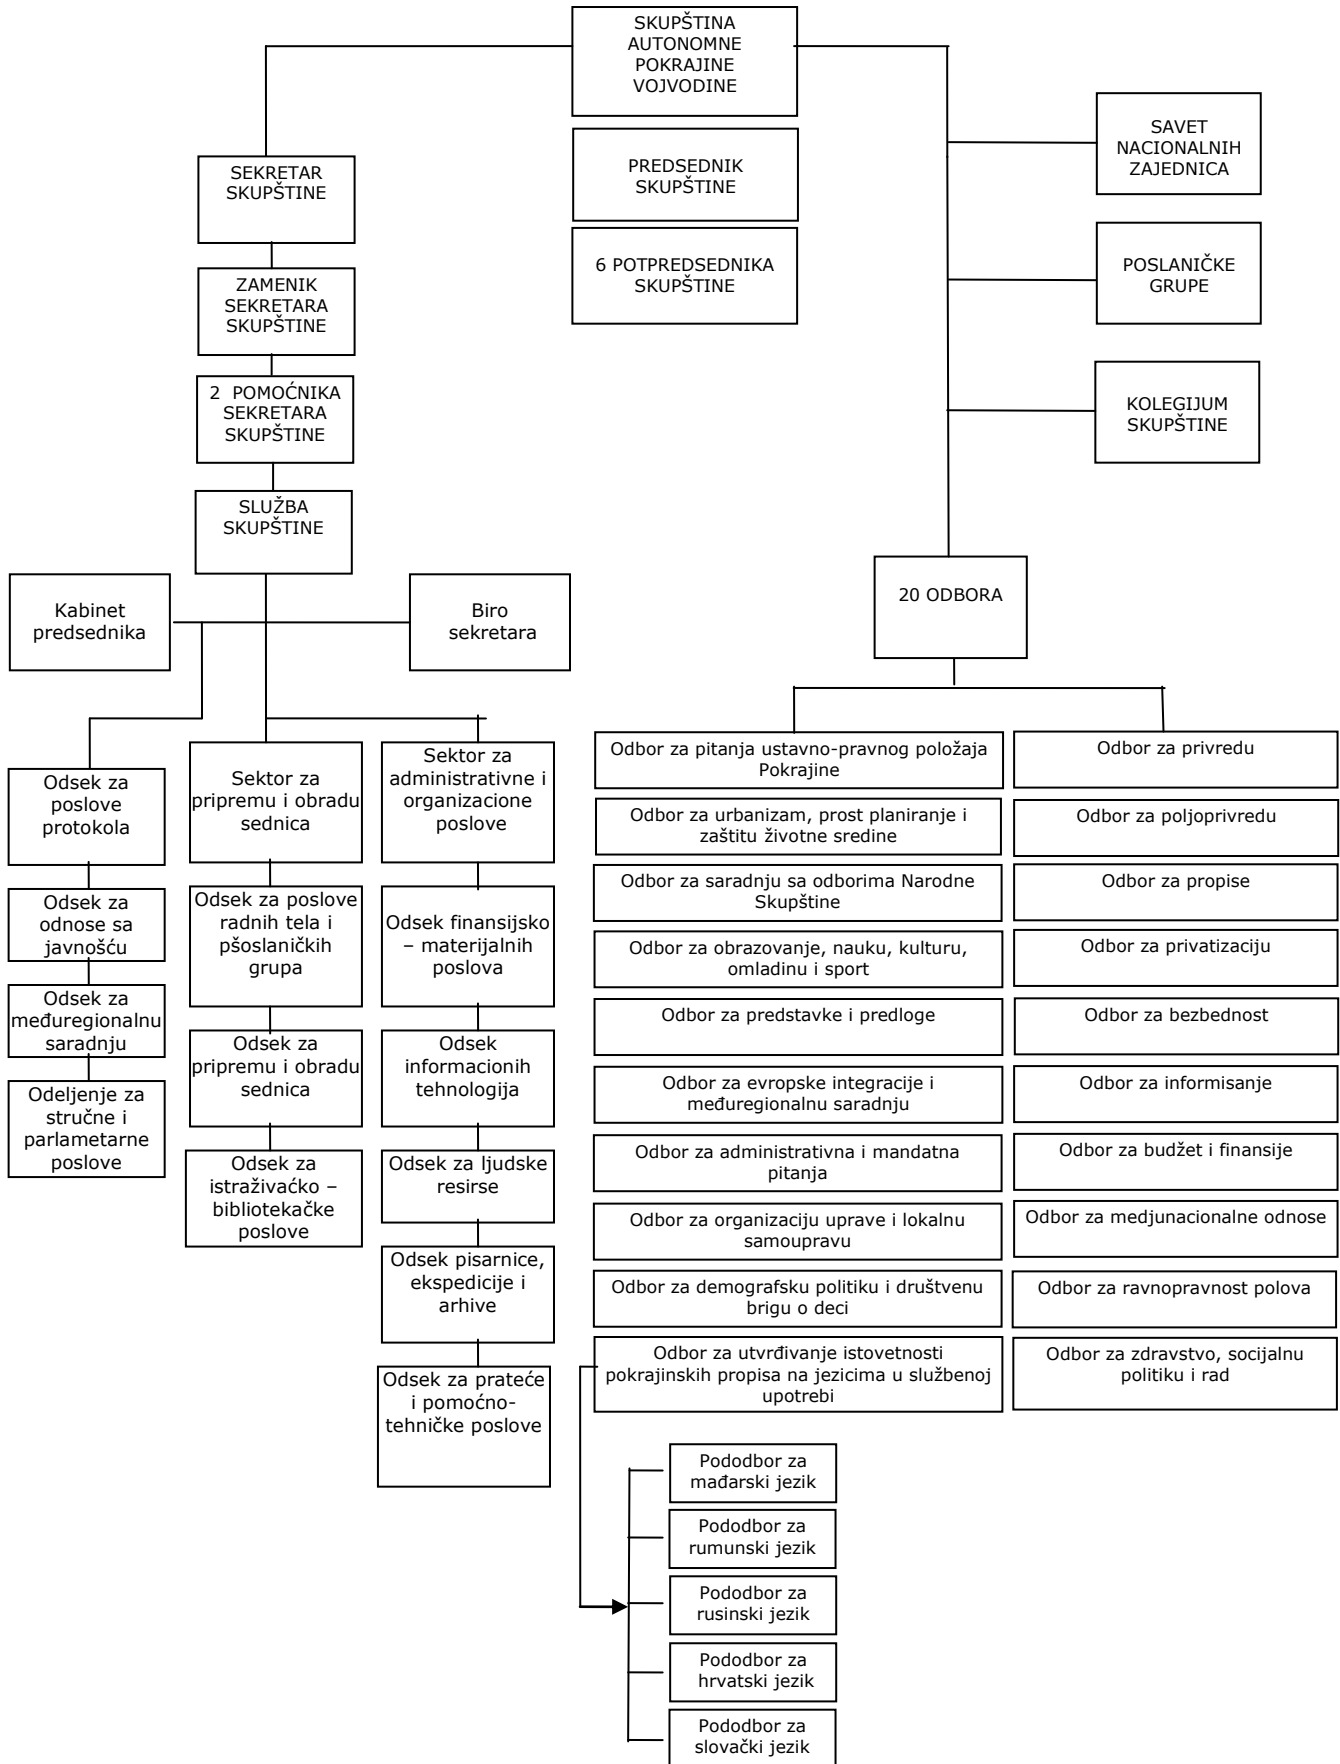 SKUPŠTINA
AUTONOMNE
POKRAJINE
VOJVODINE
PREDSEDNIK
SKUPŠTINE
6 POTPREDSEDNIKA
SKUPŠTINE
SEKRETAR
SKUPŠTINE
ZAMENIK
SEKRETARA
SKUPŠTINE
2 POMOĆNIKA
SEKRETARA
SKUPŠTINE
SLUŽBA
SKUPŠTINE
SAVET
NACIONALNIH
ZAJEDNICA
POSLANIČKE
GRUPE
KOLEGIJUM
SKUPŠTINE
20 ODBORA
Kabinet
predsednika
Biro
sekretara
Odsek za
poslove
protokola
Odsek za
odnose sa
javnošću
Odsek za
međuregionalnu
saradnju
Odeljenje za
stručne i
parlametarne
poslove
Sektor za
pripremu i obradu
sednica
Odsek za poslove
radnih tela i
pšoslaničkih
grupa
Odsek za
pripremu i obradu
sednica
Odsek za
istraživaćko –
bibliotekačke
poslove
Sektor za
administrativne i
organizacione
poslove
Odsek finansijsko
– materijalnih
poslova
Odsek
informacionih
tehnologija
Odsek za ljudske
resirse
Odsek pisarnice,
ekspedicije i
arhive
Odsek za prateće
i pomoćno-
tehničke poslove
Odbor za pitanja ustavno-pravnog položaja
Pokrajine
Odbor za urbanizam, prost planiranje i
zaštitu životne sredine
Odbor za saradnju sa odborima Narodne
Skupštine
Odbor za obrazovanje, nauku, kulturu,
omladinu i sport
Odbor za predstavke i predloge
Odbor za evropske integracije i
međuregionalnu saradnju
Odbor za administrativna i mandatna
pitanja
Odbor za organizaciju uprave i lokalnu
samoupravu
Odbor za demografsku politiku i društvenu
brigu o deci
Odbor za utvrđivanje istovetnosti
pokrajinskih propisa na jezicima u službenoj
upotrebi
Odbor za privredu
Odbor za poljoprivredu
Odbor za propise
Odbor za privatizaciju
Odbor za bezbednost
Odbor za informisanje
Odbor za budžet i finansije
Odbor za medjunacionalne odnose
Odbor za ravnopravnost polova
Odbor za zdravstvo, socijalnu
politiku i rad
Pododbor za
mađarski jezik
Pododbor za
rumunski jezik
Pododbor za
rusinski jezik
Pododbor za
hrvatski jezik
Pododbor za
slovački jezik